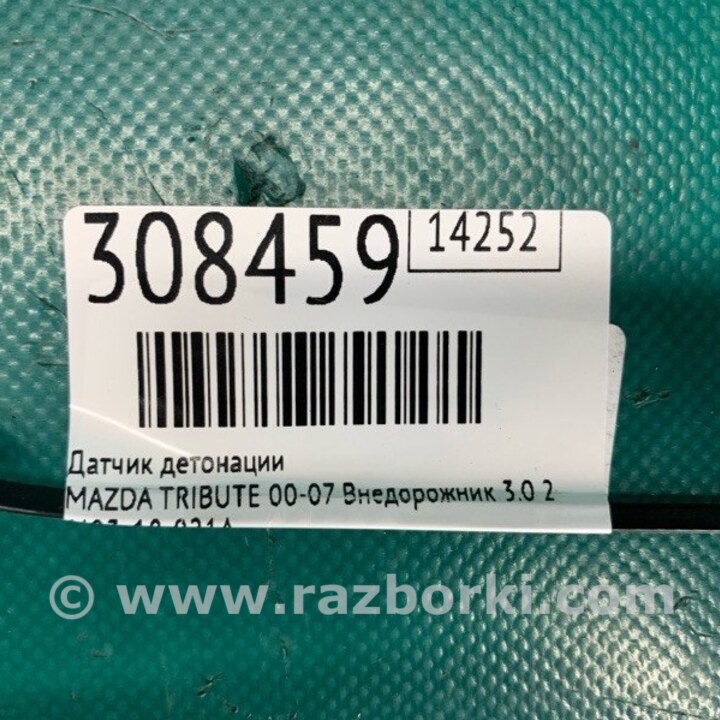 308459
14252
Датчик детонации
MAZDA TRIBUTE 00-07 Внедорожник 3.0 2
© www.razborki.com